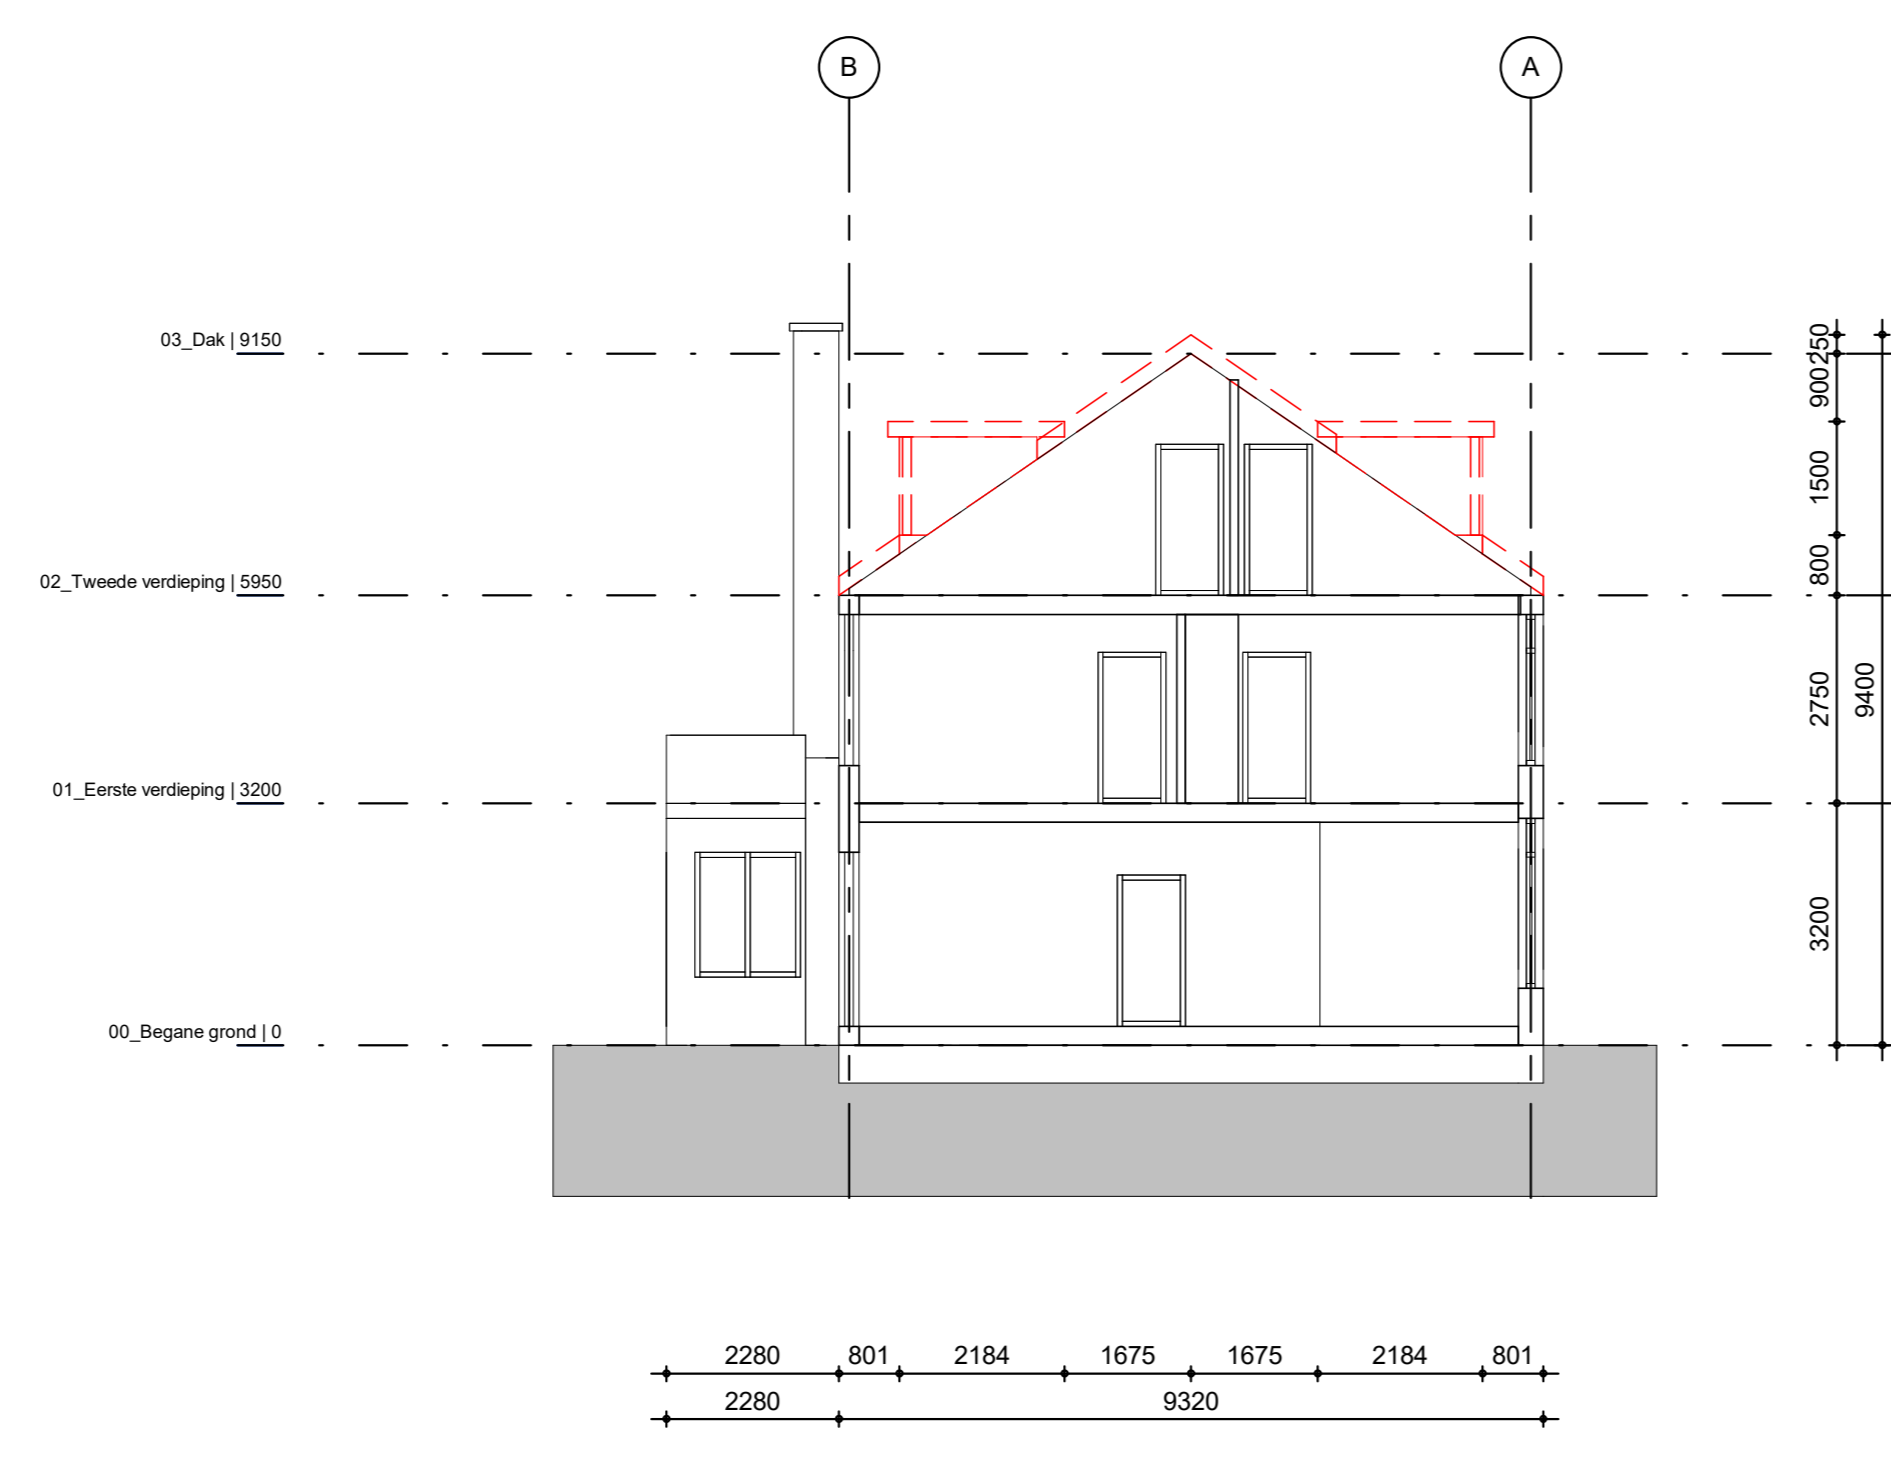 B
A
03_Dak | 9150
02_Tweede verdieping | 5950
01_Eerste verdieping | 3200
00_Begane grond | 0
250
900
1500
800
2750
9400
3200
2280 801 2184 1675 1675 2184 801
2280 9320